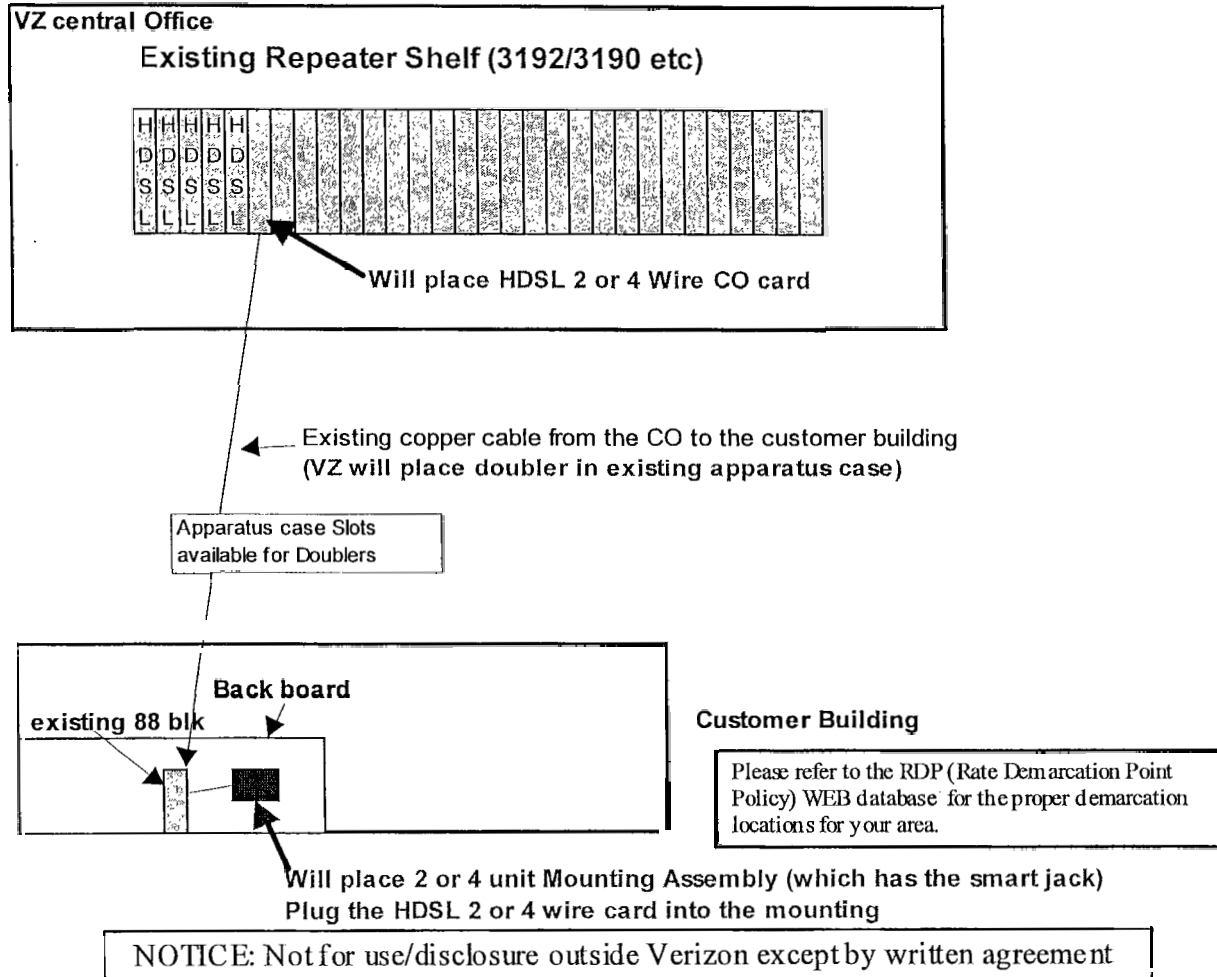 VZ central Office
Existing Repeater Shelf (3192/3190 etc)
H H H H H
D D D D D
S S S S S
L L L L L
Will place HDSL 2 or 4 Wire CO card
Existing copper cable from the CO to the customer building
(VZ will place doubler in existing apparatus case)
Apparatus case Slots
available for Doublers
Back board
existing 88 blk
Customer Building
Please refer to the RDP (Rate Demarcation Point
Policy) WEB database for the proper demarcation
locations for your area.
Will place 2 or 4 unit Mounting Assembly (which has the smart jack)
Plug the HDSL 2 or 4 wire card into the mounting
NOTICE: Not for use/disclosure outside Verizon except by written agreement